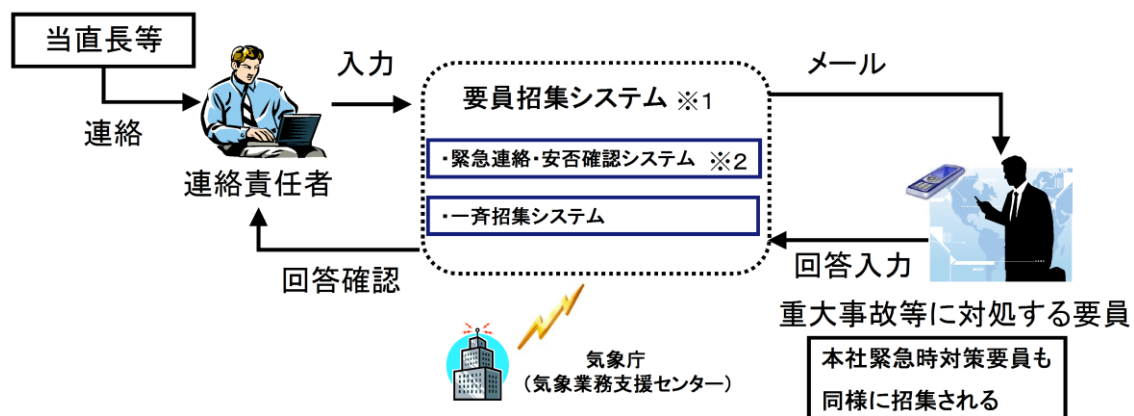 当直長等
連絡
連絡責任者
入力
要員招集システム ※1
・緊急連絡・安否確認システム ※2
・一斉招集システム
メール
回答入力
回答確認
重大事故等に対処する要員
本社緊急時対策要員も
同様に招集される
気象庁
(気象業務支援センター)